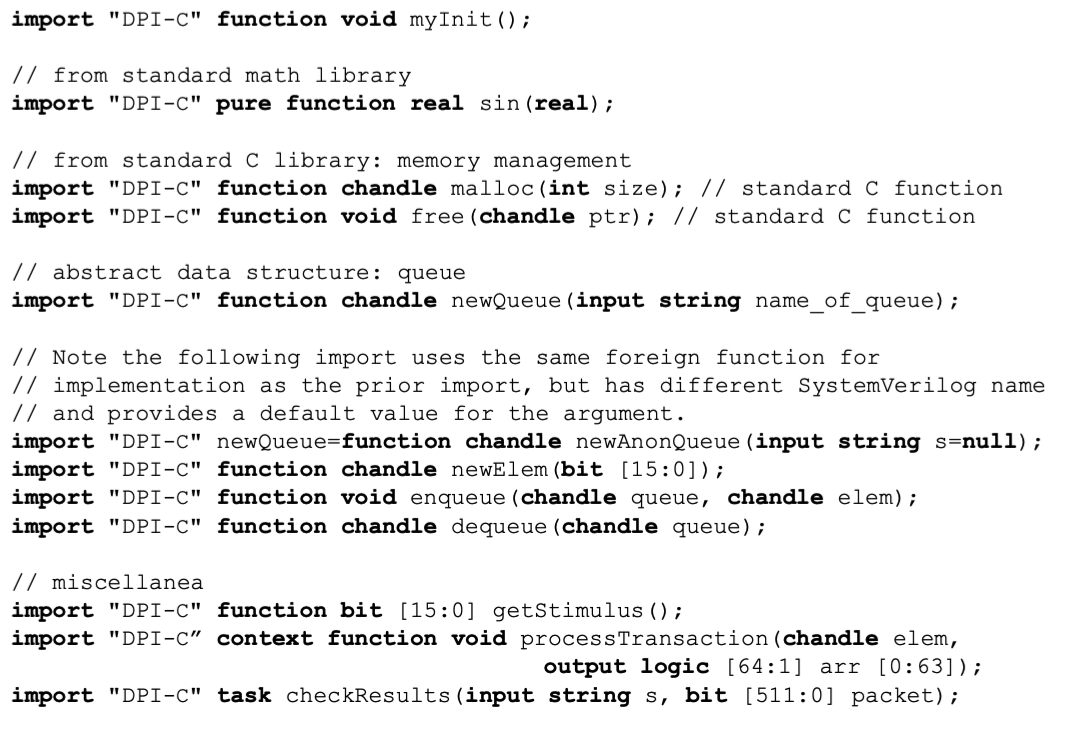 import "DPI-C" function void myInit();
// from standard math library
import "DPI-C" pure function real sin(real);
// from standard C library: memory management
import "DPI-C" function chandle malloc(int size); // standard C function
import "DPI-C" function void free(chandle ptr); // standard C function
// abstract data structure: queue
import "DPI-C" function chandle newQueue(input string name_of_queue);
// Note the following import uses the same foreign function for
// implementation as the prior import, but has different SystemVerilog name
// and provides a default value for the argument.
import "DPI-C" newQueue=function chandle newAnonQueue(input string s=null);
import "DPI-C" function chandle newElem(bit [15:0]);
import "DPI-C" function void enqueue(chandle queue, chandle elem);
import "DPI-C" function chandle dequeue(chandle queue);
// miscellanea
import "DPI-C" function bit [15:0] getStimulus();
import "DPI-C” context function void processTransaction(chandle elem,
output logic [64:1] arr [0:63]);
import "DPI-C" task checkResults(input string s, bit [511:0] packet);